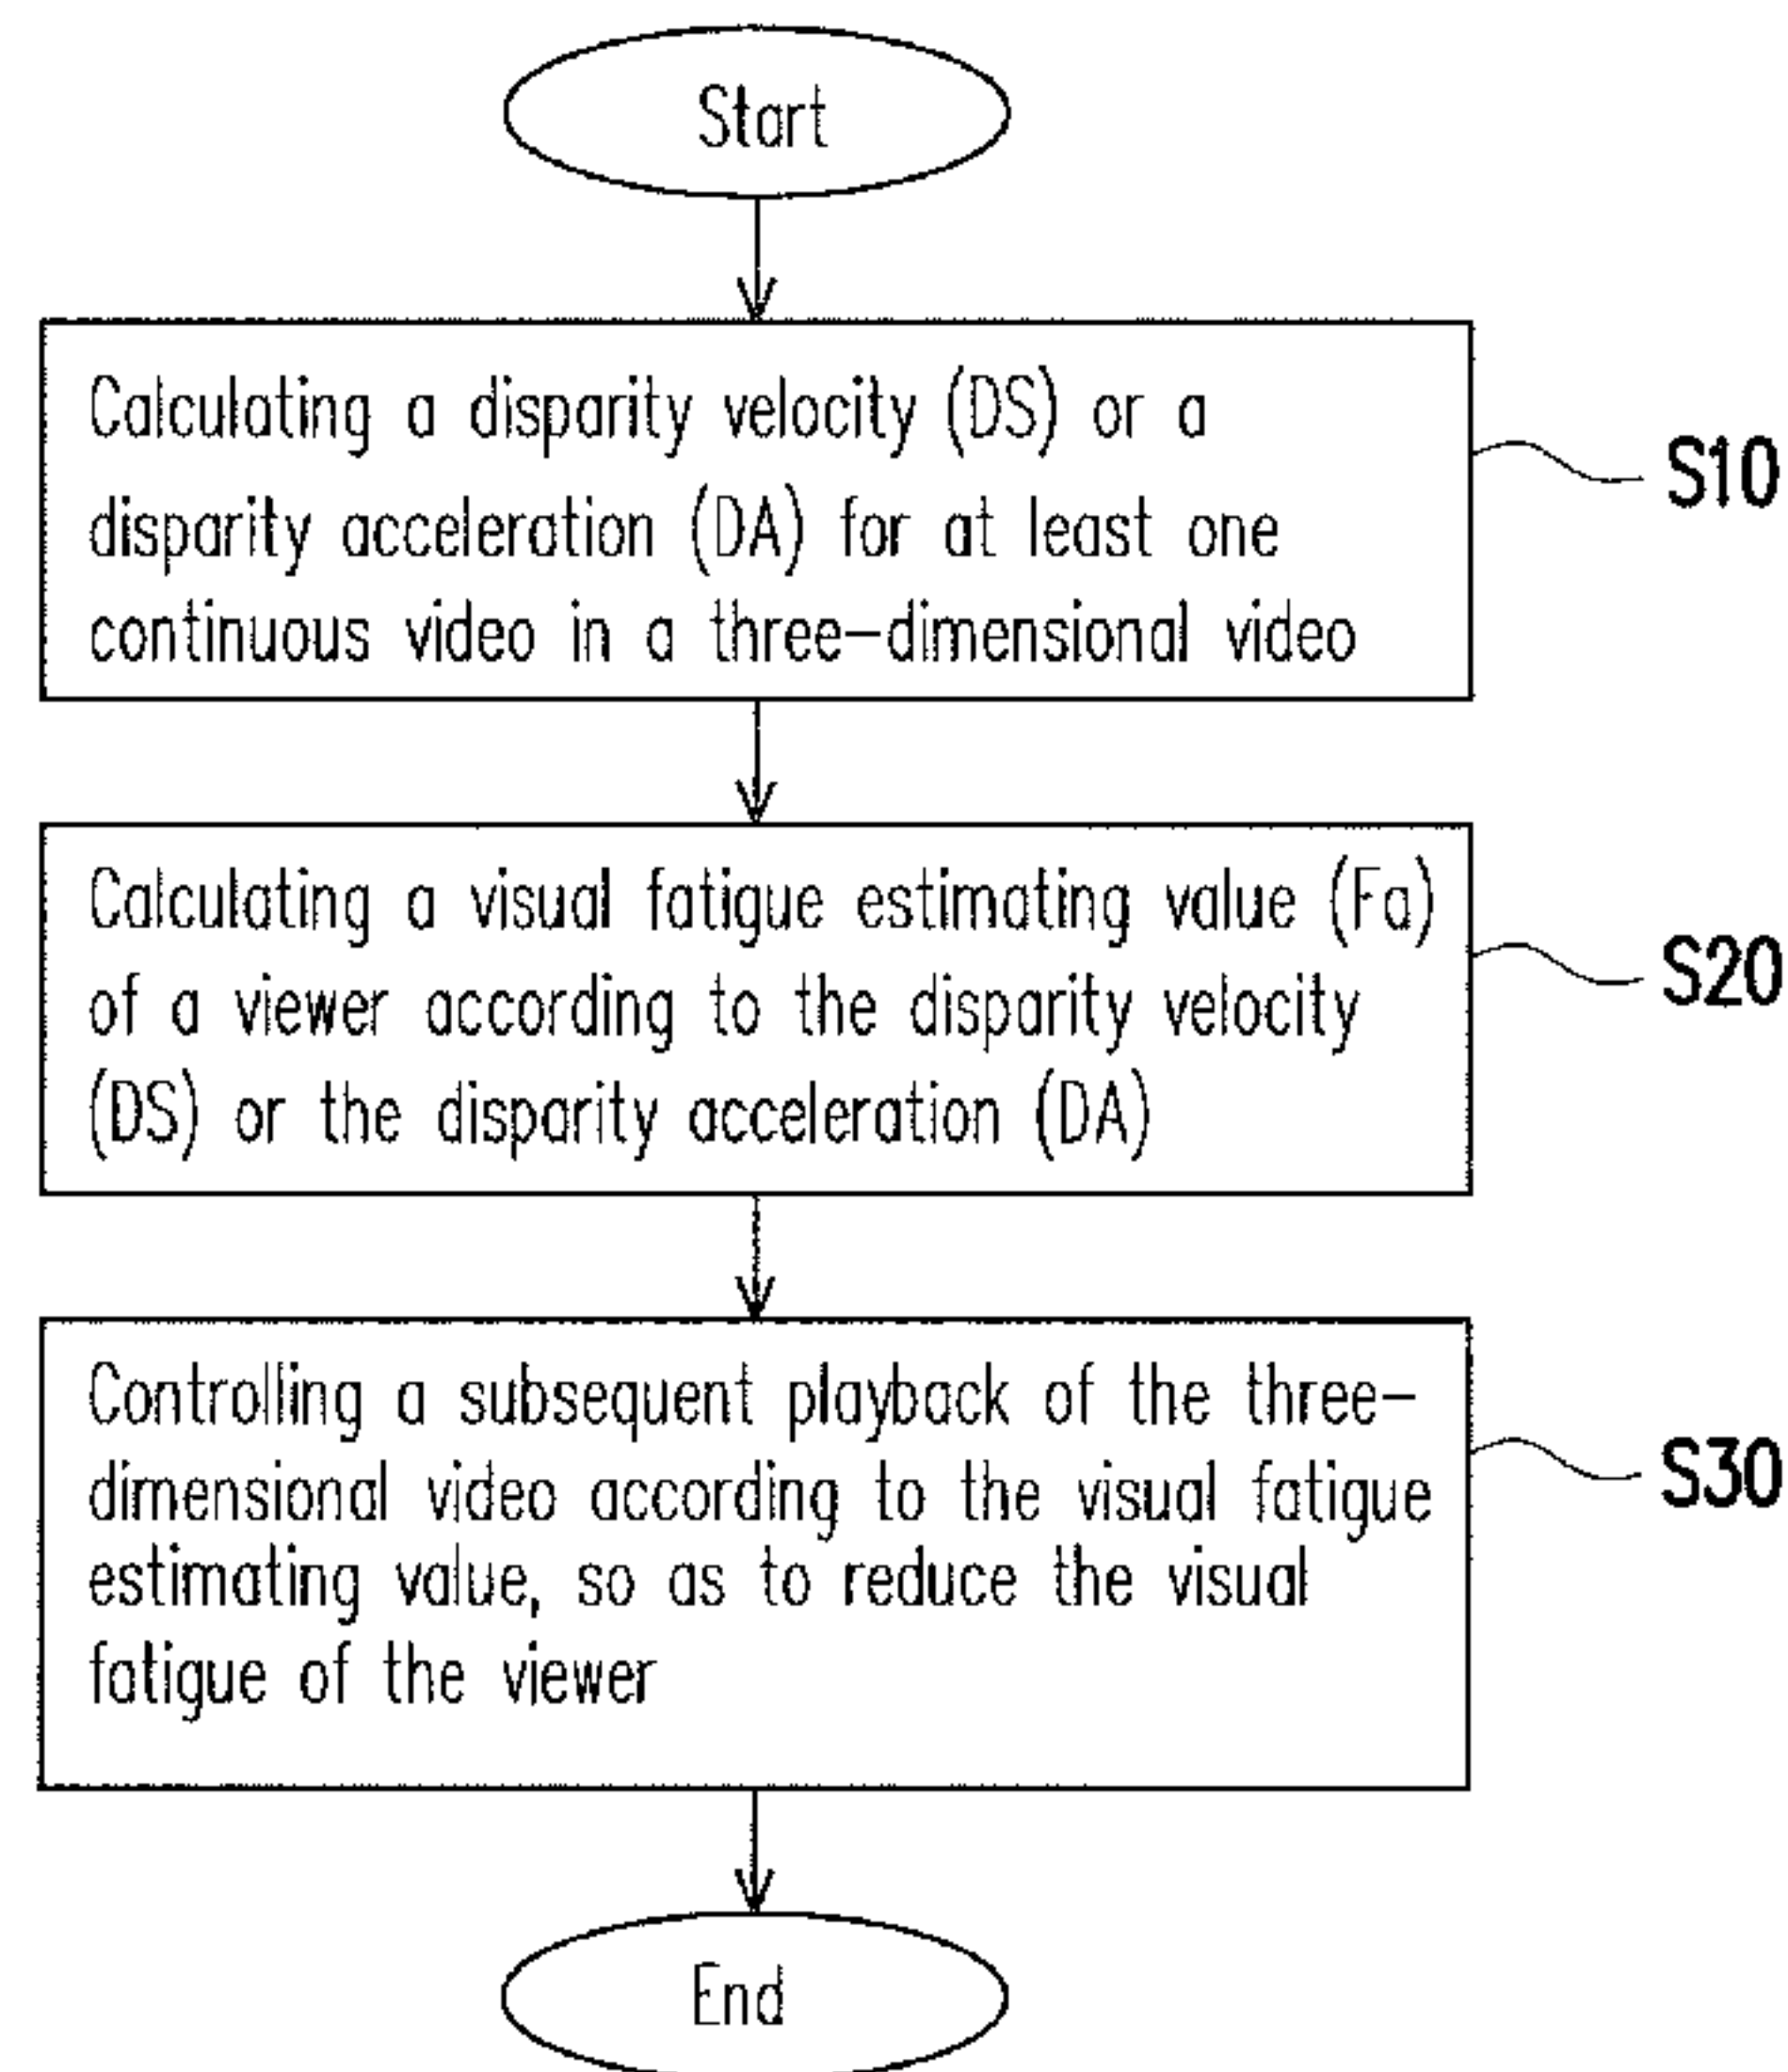 Start
Calculating a disparity velocity (DS) or a
disparity acceleration (DA) for at least one
continuous video in a three-dimensional video
S10
Calculating a visual fatigue estimating value (Fa)
of a viewer according to the disparity velocity
(DS) or the disparity acceleration (DA)
S20
Controlling a subsequent playback of the three-
dimensional video according to the visual fatigue
estimating value, so as to reduce the visual
fatigue of the viewer
S30
End